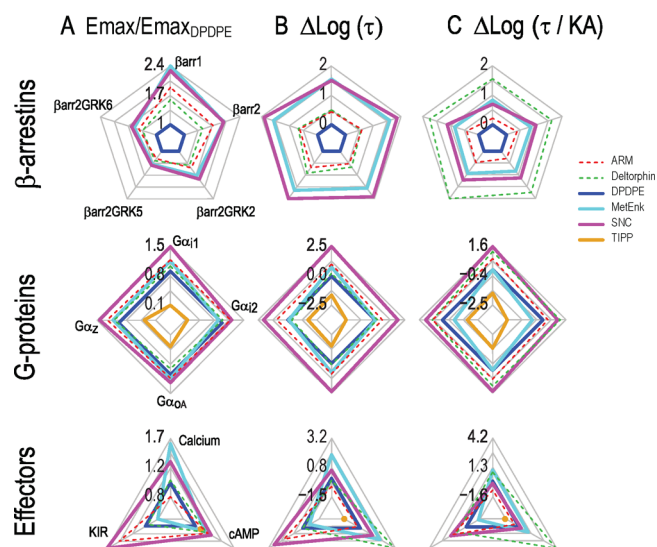 A Emax/EmaxDPDPE B ΔLog (τ) C ΔLog (τ / KA)
β-arrestins
2.4
1.7
1
βarr1
βarr2
βarr2GRK2
βarr2GRK5
βarr2GRK6
2
1
0
2
1
0
ARM
Deltorphin
DPDPE
MetEnk
SNC
TIPP
G-proteins
1.5
0.8
0.1
Gαi1
Gαi2
GαOA
GαZ
2.5
0
-2.5
1.6
-0.4
-2.5
Effectors
1.7
1.2
0.8
Calcium
cAMP
KIR
3.2
0.8
-1.5
4.2
1.3
-1.6